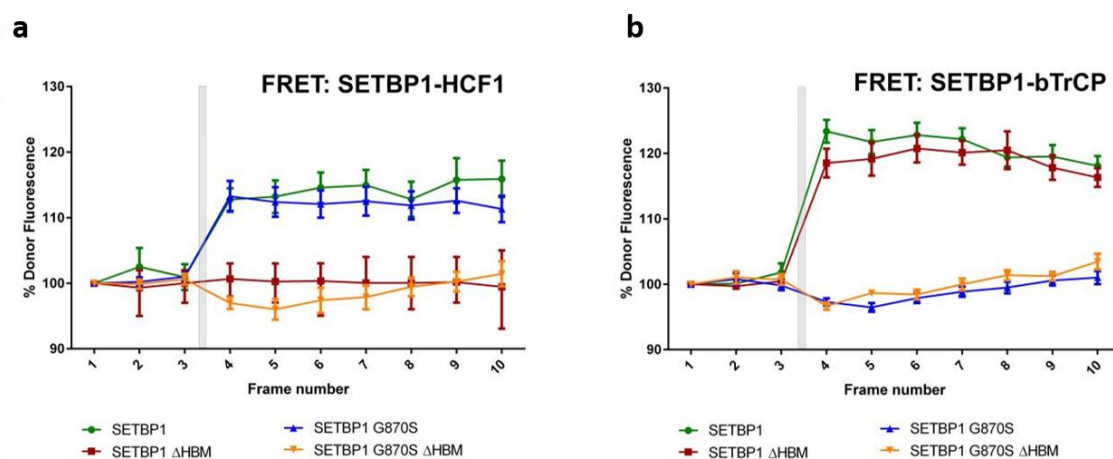 a
FRET: SETBP1-HCF1
% Donor Fluorescence
130
120
110
100
90
1 2 3 4 5 6 7 8 9 10
Frame number
SETBP1
SETBP1 G870S
SETBP1 ΔHBM
SETBP1 G870S ΔHBM
b
FRET: SETBP1-bTrCP
% Donor Fluorescence
130
120
110
100
90
1 2 3 4 5 6 7 8 9 10
Frame number
SETBP1
SETBP1 G870S
SETBP1 ΔHBM
SETBP1 G870S ΔHBM